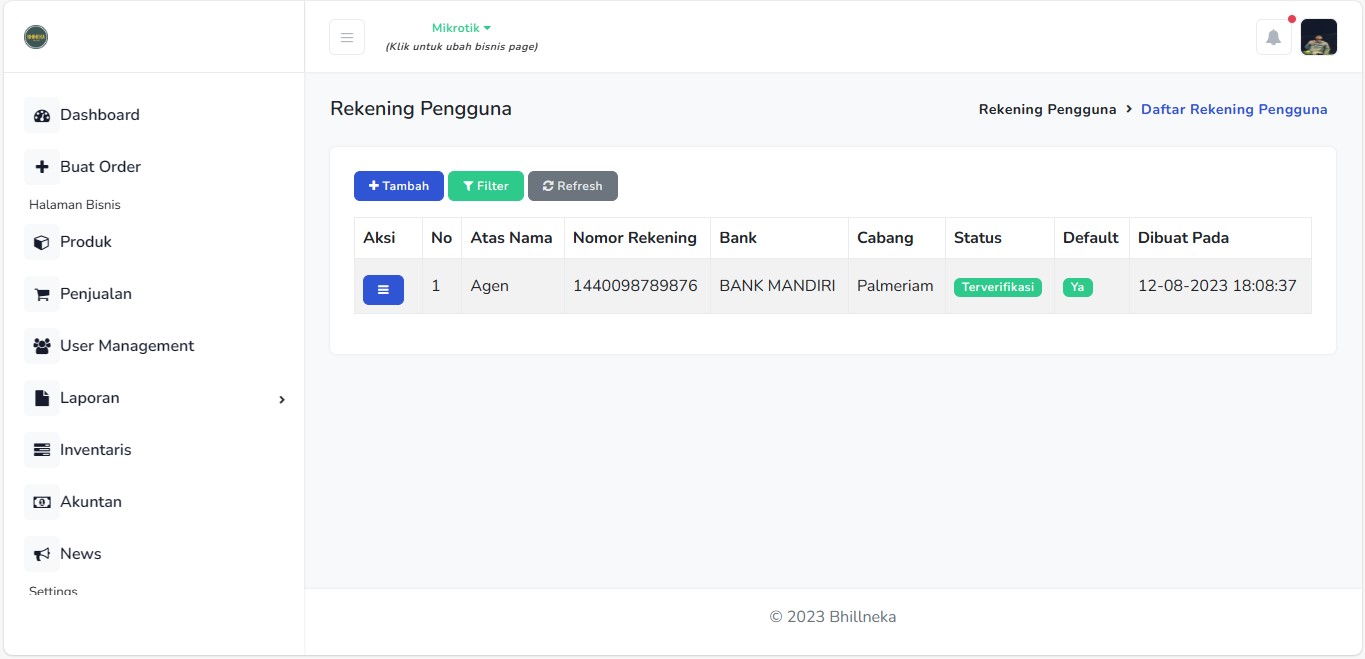 Mikrotik
(Klik untuk ubah bisnis page)
Dashboard
Buat Order
Halaman Bisnis
Produk
Penjualan
User Management
Laporan
Inventaris
Akuntan
News
Settings
Rekening Pengguna
Rekening Pengguna > Daftar Rekening Pengguna
Tambah Filter Refresh
Aksi No Atas Nama Nomor Rekening Bank Cabang Status Default Dibuat Pada
1 Agen 1440098789876 BANK MANDIRI Palmeriam Terverifikasi Ya 12-08-2023 18:08:37
© 2023 Bhillneka